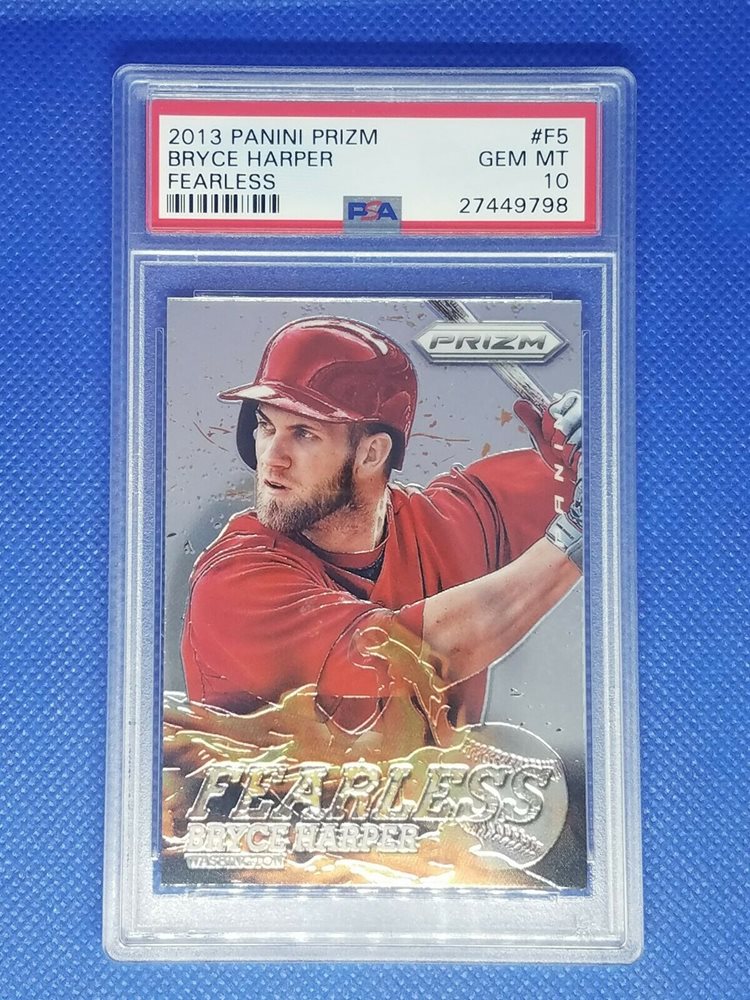 2013 PANINI PRIZM #F5
BRYCE HARPER GEM MT
FEARLESS 10
PSA 27449798
PRIZM
FEARLESS
BRYCE HARPER
WASHINGTON